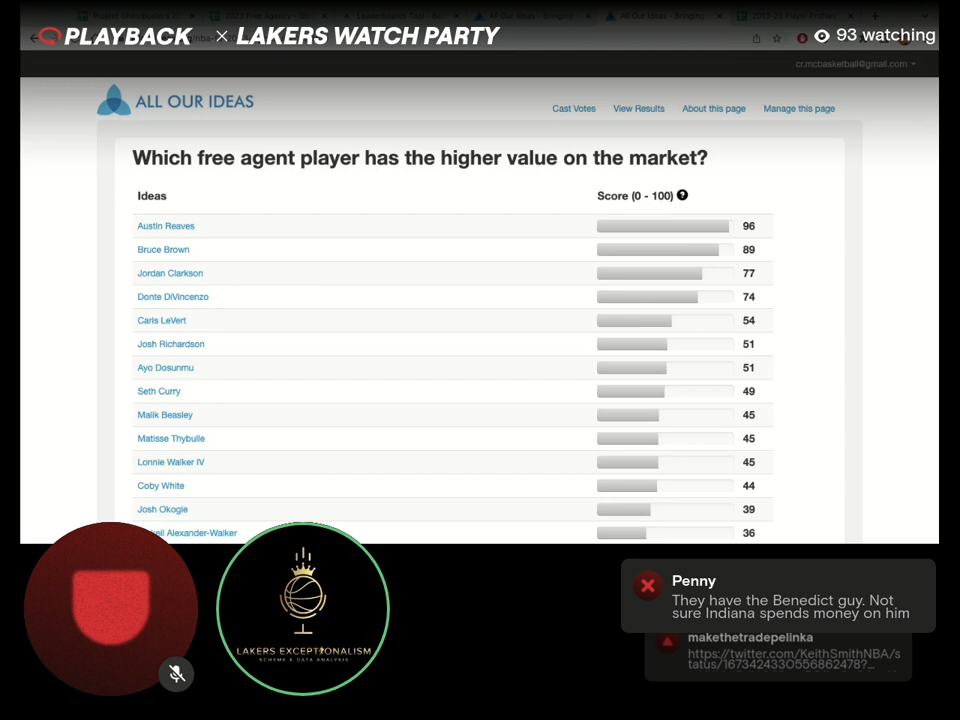 PLAYBACK × LAKERS WATCH PARTY
93 watching
cr.mcbasketball@gmail.com
ALL OUR IDEAS
Cast Votes View Results About this page Manage this page
Which free agent player has the higher value on the market?
Ideas Score (0 - 100) ?
Austin Reaves 96
Bruce Brown 89
Jordan Clarkson 77
Donte DiVincenzo 74
Caris LeVert 54
Josh Richardson 51
Ayo Dosunmu 51
Seth Curry 49
Malik Beasley 45
Matisse Thybulle 45
Lonnie Walker IV 45
Coby White 44
Josh Okogie 39
Alexander-Walker 36
LAKERS EXCEPTIONALISM
SCHEME & DATA ANALYSIS
Penny
They have the Benedict guy. Not
sure Indiana spends money on him
makethetradepelinka
https://twitter.com/KeithSmithNBA/s
tatus/1673424330556862478?...